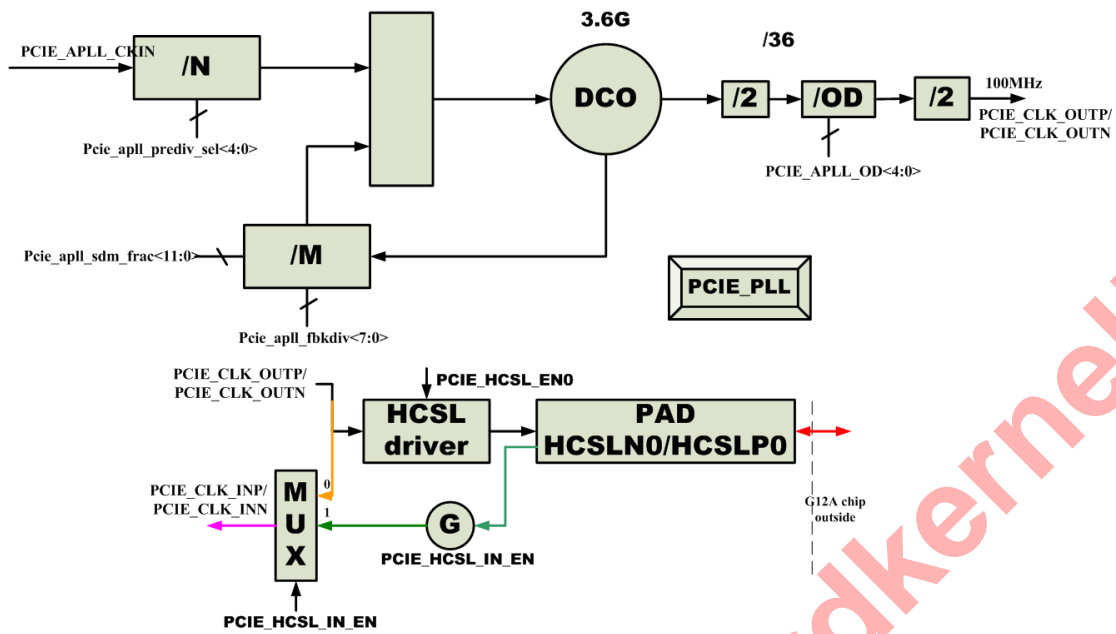 3.6G
/36
PCIE_APLL_CKIN
/N
DCO
/2
/OD
/2
100MHz
PCIE_CLK_OUTP/
PCIE_CLK_OUTN
Pcie_apll_prediv_sel<4:0>
PCIE_APLL_OD<4:0>
Pcie_apll_sdm_frac<11:0>
/M
PCIE_PLL
Pcie_apll_fbkdiv<7:0>
PCIE_CLK_OUTP/
PCIE_CLK_OUTN
PCIE_HCSL_EN0
HCSL
driver
PAD
HCSLN0/HCSLP0
PCIE_CLK_INP/
PCIE_CLK_INN
MUX
0
1
G
PCIE_HCSL_IN_EN
G12A chip
outside
PCIE_HCSL_IN_EN